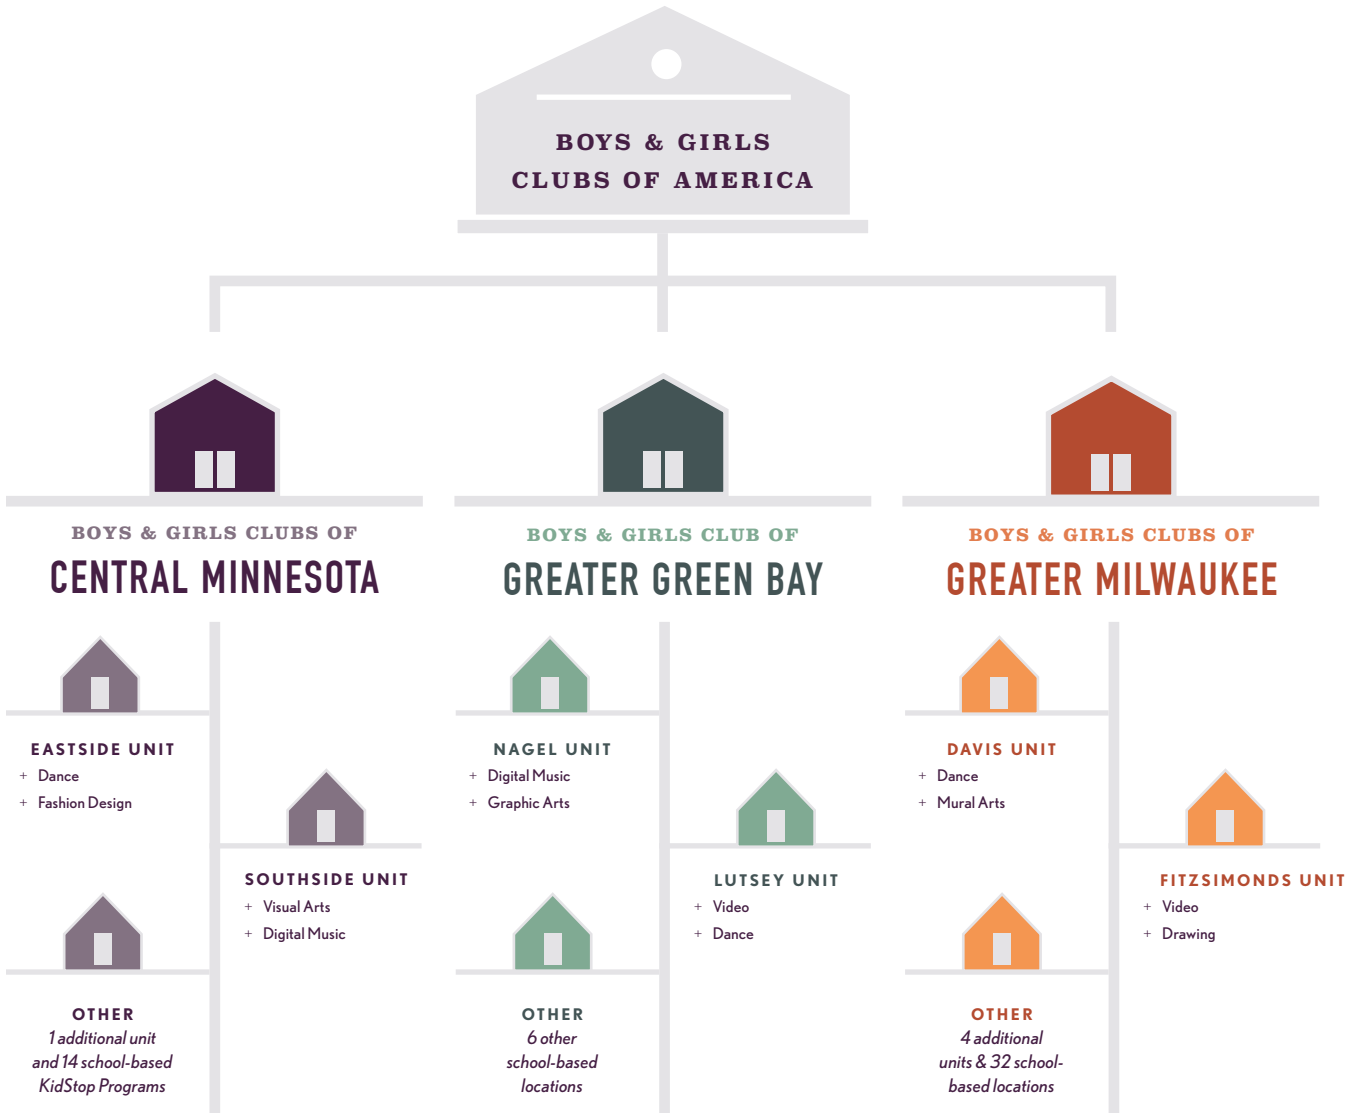 BOYS & GIRLS
CLUBS OF AMERICA
BOYS & GIRLS CLUBS OF
CENTRAL MINNESOTA
EASTSIDE UNIT
+ Dance
+ Fashion Design
SOUTHSIDE UNIT
+ Visual Arts
+ Digital Music
OTHER
1 additional unit
and 14 school-based
KidStop Programs
BOYS & GIRLS CLUB OF
GREATER GREEN BAY
NAGEL UNIT
+ Digital Music
+ Graphic Arts
LUTSEY UNIT
+ Video
+ Dance
OTHER
6 other
school-based
locations
BOYS & GIRLS CLUBS OF
GREATER MILWAUKEE
DAVIS UNIT
+ Dance
+ Mural Arts
FITZSIMONDS UNIT
+ Video
+ Drawing
OTHER
4 additional
units & 32 school-
based locations